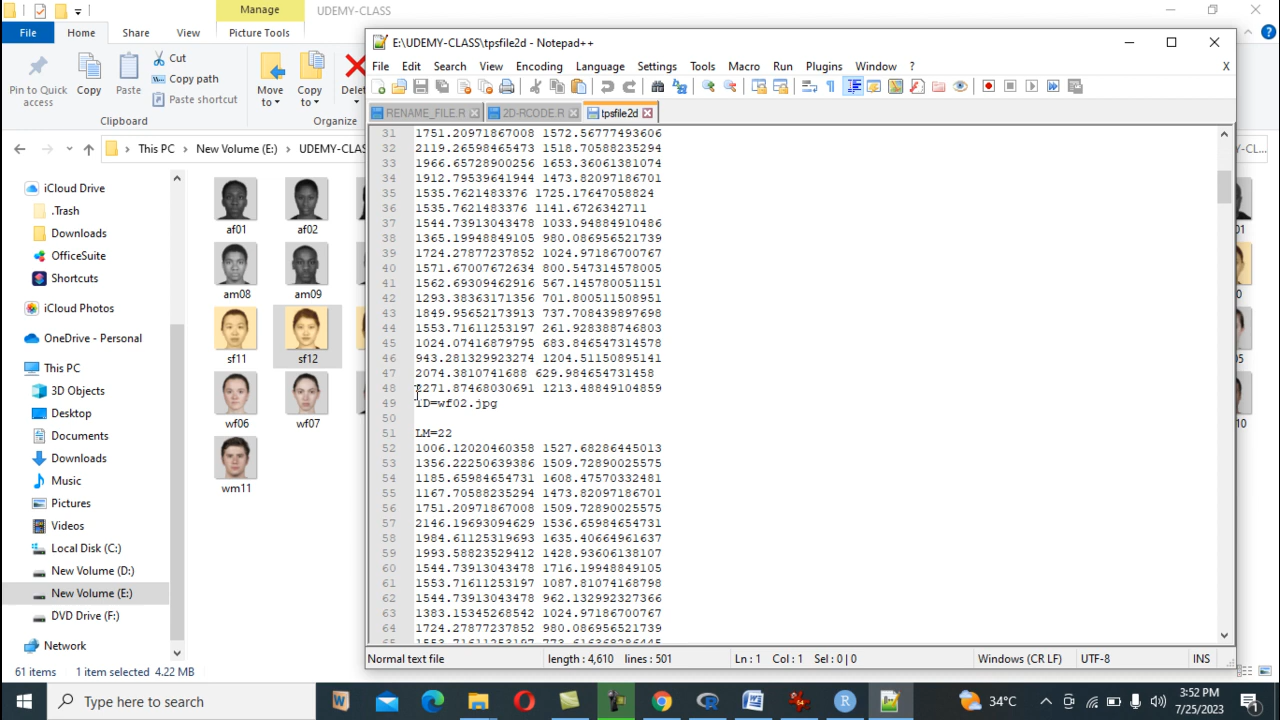 Manage
UDEMY-CLASS
File
Home
Share
View
Picture Tools
Pin to Quick access
Copy
Paste
Cut
Copy path
Paste shortcut
Clipboard
Move to
Copy to
Delet
Organize
This PC
New Volume (E:)
UDEMY-CLAS
iCloud Drive
.Trash
Downloads
OfficeSuite
Shortcuts
iCloud Photos
OneDrive - Personal
This PC
3D Objects
Desktop
Documents
Downloads
Music
Pictures
Videos
Local Disk (C:)
New Volume (D:)
New Volume (E:)
DVD Drive (F:)
Network
61 items
1 item selected 4.22 MB
af01
af02
am08
am09
sf11
sf12
wf06
wf07
wm11
E:\UDEMY-CLASS\tpsfile2d - Notepad++
File Edit Search View Encoding Language Settings Tools Macro Run Plugins Window ? X
RENAME_FILE.R
2D-RCODE.R
tpsfile2d
31 1751.20971867008 1572.56777493606
32 2119.26598465473 1518.70588235294
33 1966.65728900256 1653.36061381074
34 1912.79539641944 1473.82097186701
35 1535.7621483376 1725.17647058824
36 1535.7621483376 1141.6726342711
37 1544.73913043478 1033.94884910486
38 1365.19948849105 980.086956521739
39 1724.27877237852 1024.97186700767
40 1571.67007672634 800.547314578005
41 1562.69309462916 567.145780051151
42 1293.38363171356 701.800511508951
43 1849.95652173913 737.708439897698
44 1553.71611253197 261.928388746803
45 1024.07416879795 683.846547314578
46 943.281329923274 1204.51150895141
47 2074.3810741688 629.984654731458
48 2271.87468030691 1213.48849104859
49 ID=wf02.jpg
50
51 LM=22
52 1006.12020460358 1527.68286445013
53 1356.22250639386 1509.72890025575
54 1185.65984654731 1608.47570332481
55 1167.70588235294 1473.82097186701
56 1751.20971867008 1509.72890025575
57 2146.19693094629 1536.65984654731
58 1984.61125319693 1635.40664961637
59 1993.58823529412 1428.93606138107
60 1544.73913043478 1716.19948849105
61 1553.71611253197 1087.81074168798
62 1544.73913043478 962.132992327366
63 1383.15345268542 1024.97186700767
64 1724.27877237852 980.086956521739
Normal text file
length : 4,610 lines : 501
Ln : 1 Col : 1 Sel : 0 | 0
Windows (CR LF)
UTF-8
INS
CL...
01
0
05
10
Type here to search
34°C
3:52 PM
7/25/2023